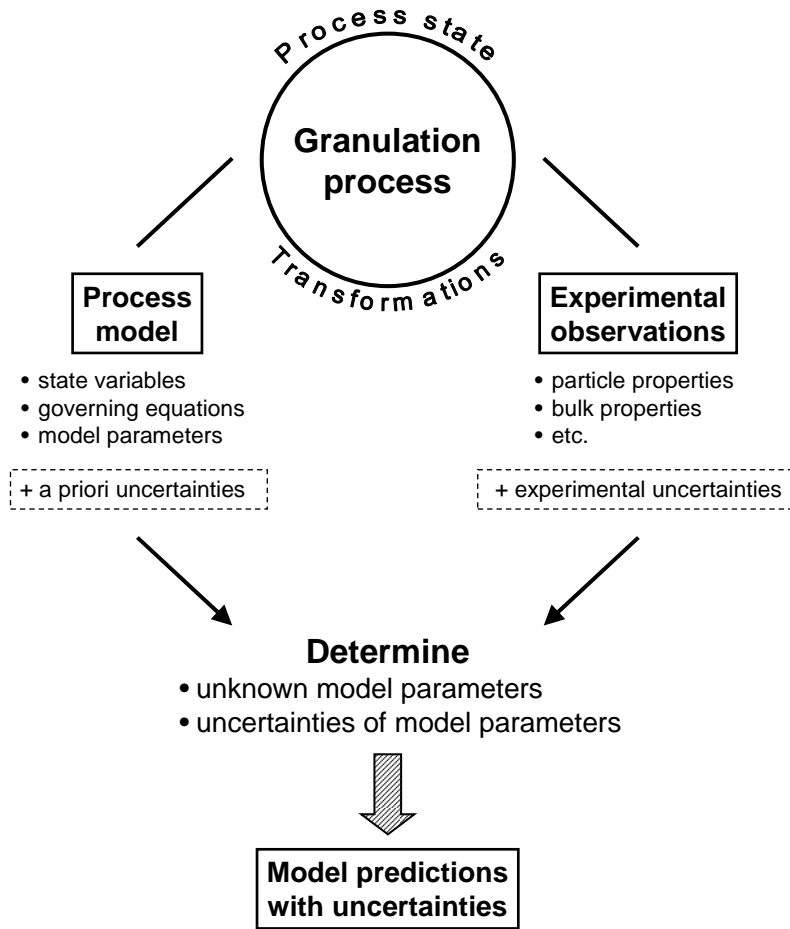 Process state
Granulation
process
Transformations
Process
model
• state variables
• governing equations
• model parameters
+ a priori uncertainties
Experimental
observations
• particle properties
• bulk properties
• etc.
+ experimental uncertainties
Determine
• unknown model parameters
• uncertainties of model parameters
Model predictions
with uncertainties